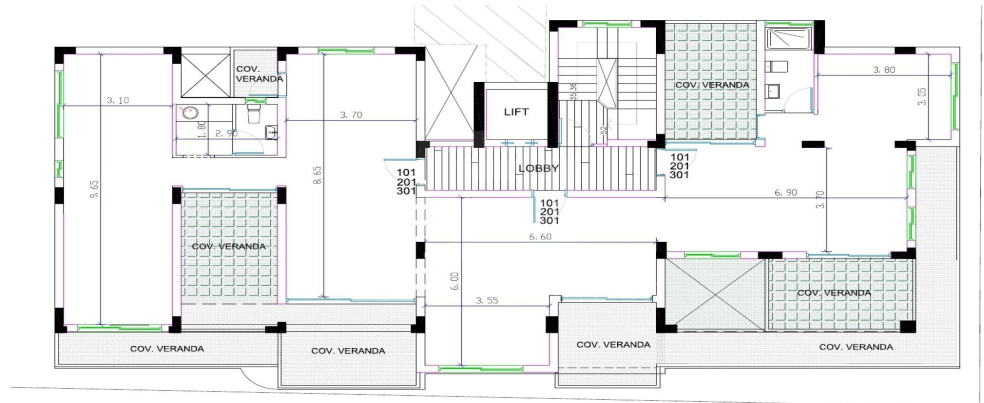 COV.
VERANDA
3.10
3.70
1.80
2.90
9.65
8.65
COV. VERANDA
LIFT
LOBBY
101
201
301
101
201
301
101
201
301
COV. VERANDA
3.80
3.05
6.90
3.70
6.60
6.00
3.55
COV. VERANDA
COV. VERANDA
COV. VERANDA
COV. VERANDA
COV. VERANDA